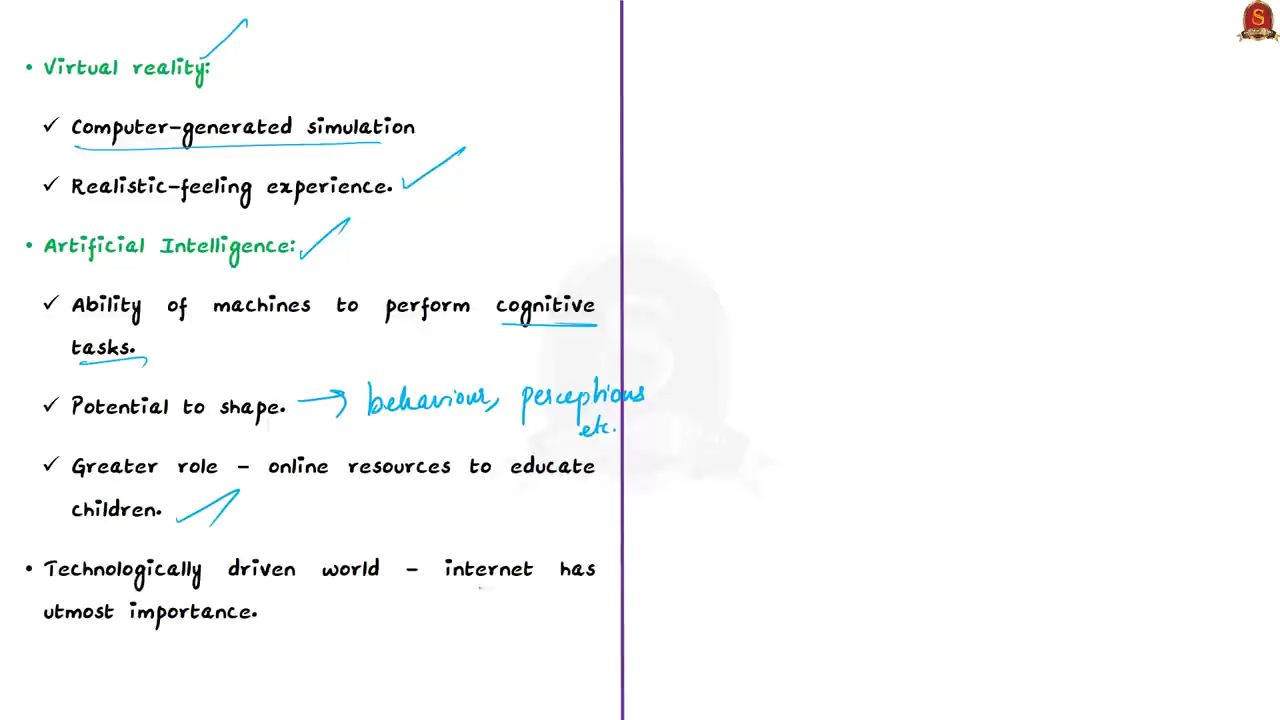 • Virtual reality:
✓ Computer-generated simulation
✓ Realistic-feeling experience.
• Artificial Intelligence:
✓ Ability of machines to perform cognitive
tasks.
✓ Potential to shape. → behaviour, perceptions
etc.
✓ Greater role – online resources to educate
children.
• Technologically driven world – internet has
utmost importance.
S
S